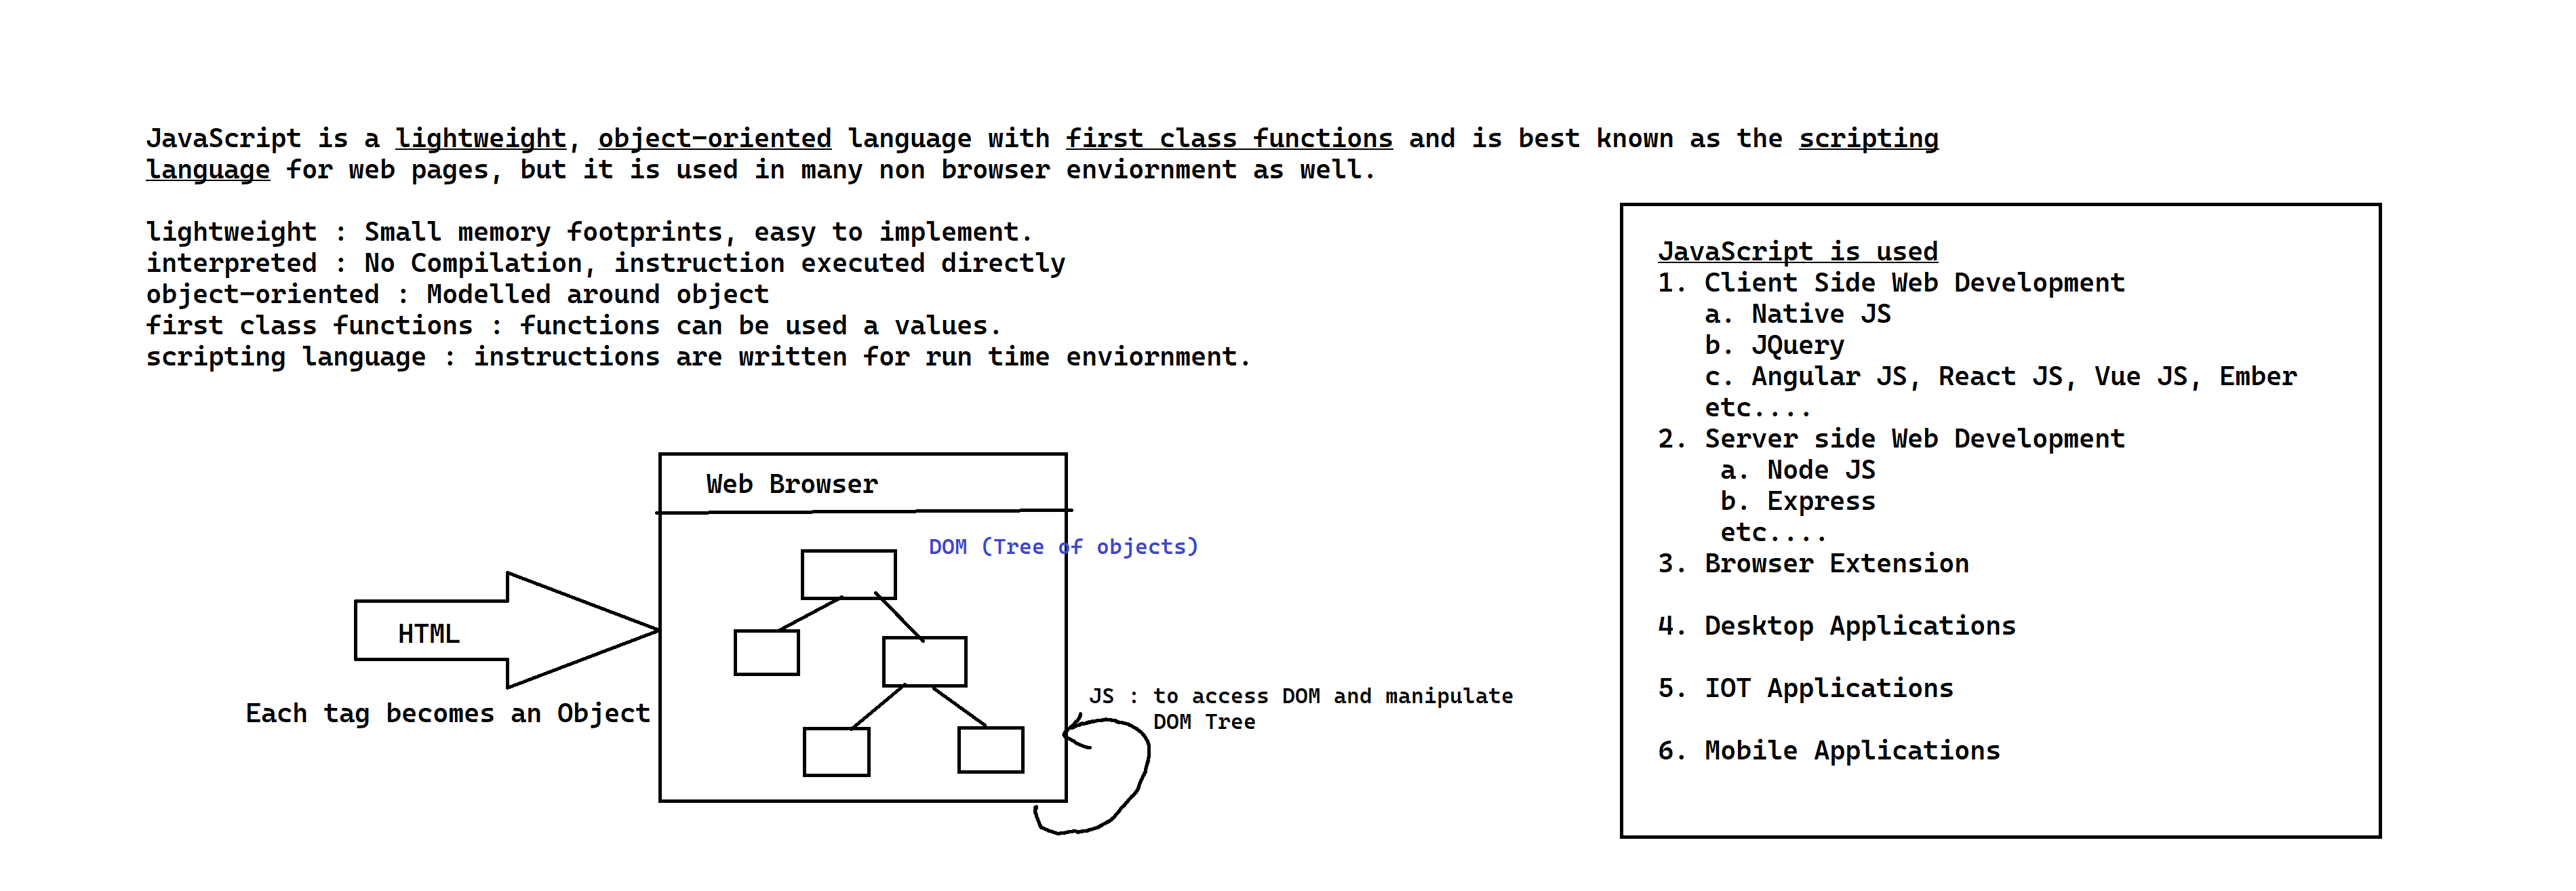 JavaScript is a lightweight, object-oriented language with first class functions and is best known as the scripting
language for web pages, but it is used in many non browser enviornment as well.
lightweight : Small memory footprints, easy to implement.
interpreted : No Compilation, instruction executed directly
object-oriented : Modelled around object
first class functions : functions can be used a values.
scripting language : instructions are written for run time enviornment.
Web Browser
DOM (Tree of objects)
HTML
Each tag becomes an Object
JS : to access DOM and manipulate
DOM Tree
JavaScript is used
1. Client Side Web Development
a. Native JS
b. JQuery
c. Angular JS, React JS, Vue JS, Ember
etc....
2. Server side Web Development
a. Node JS
b. Express
etc....
3. Browser Extension
4. Desktop Applications
5. IOT Applications
6. Mobile Applications